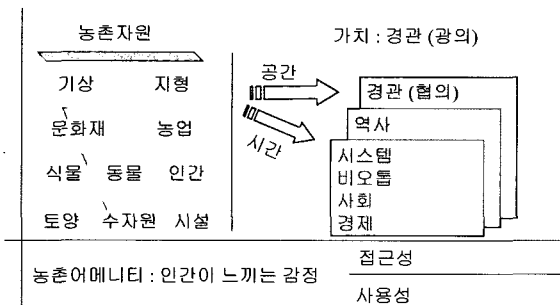 농촌자원
가치 : 경관 (광의)
기상 지형
문화재 농업
식물 동물 인간
토양 수자원 시설
공간
시간
경관 (협의)
역사
시스템
비오톱
사회
경제
농촌어메니티 : 인간이 느끼는 감정
접근성
사용성